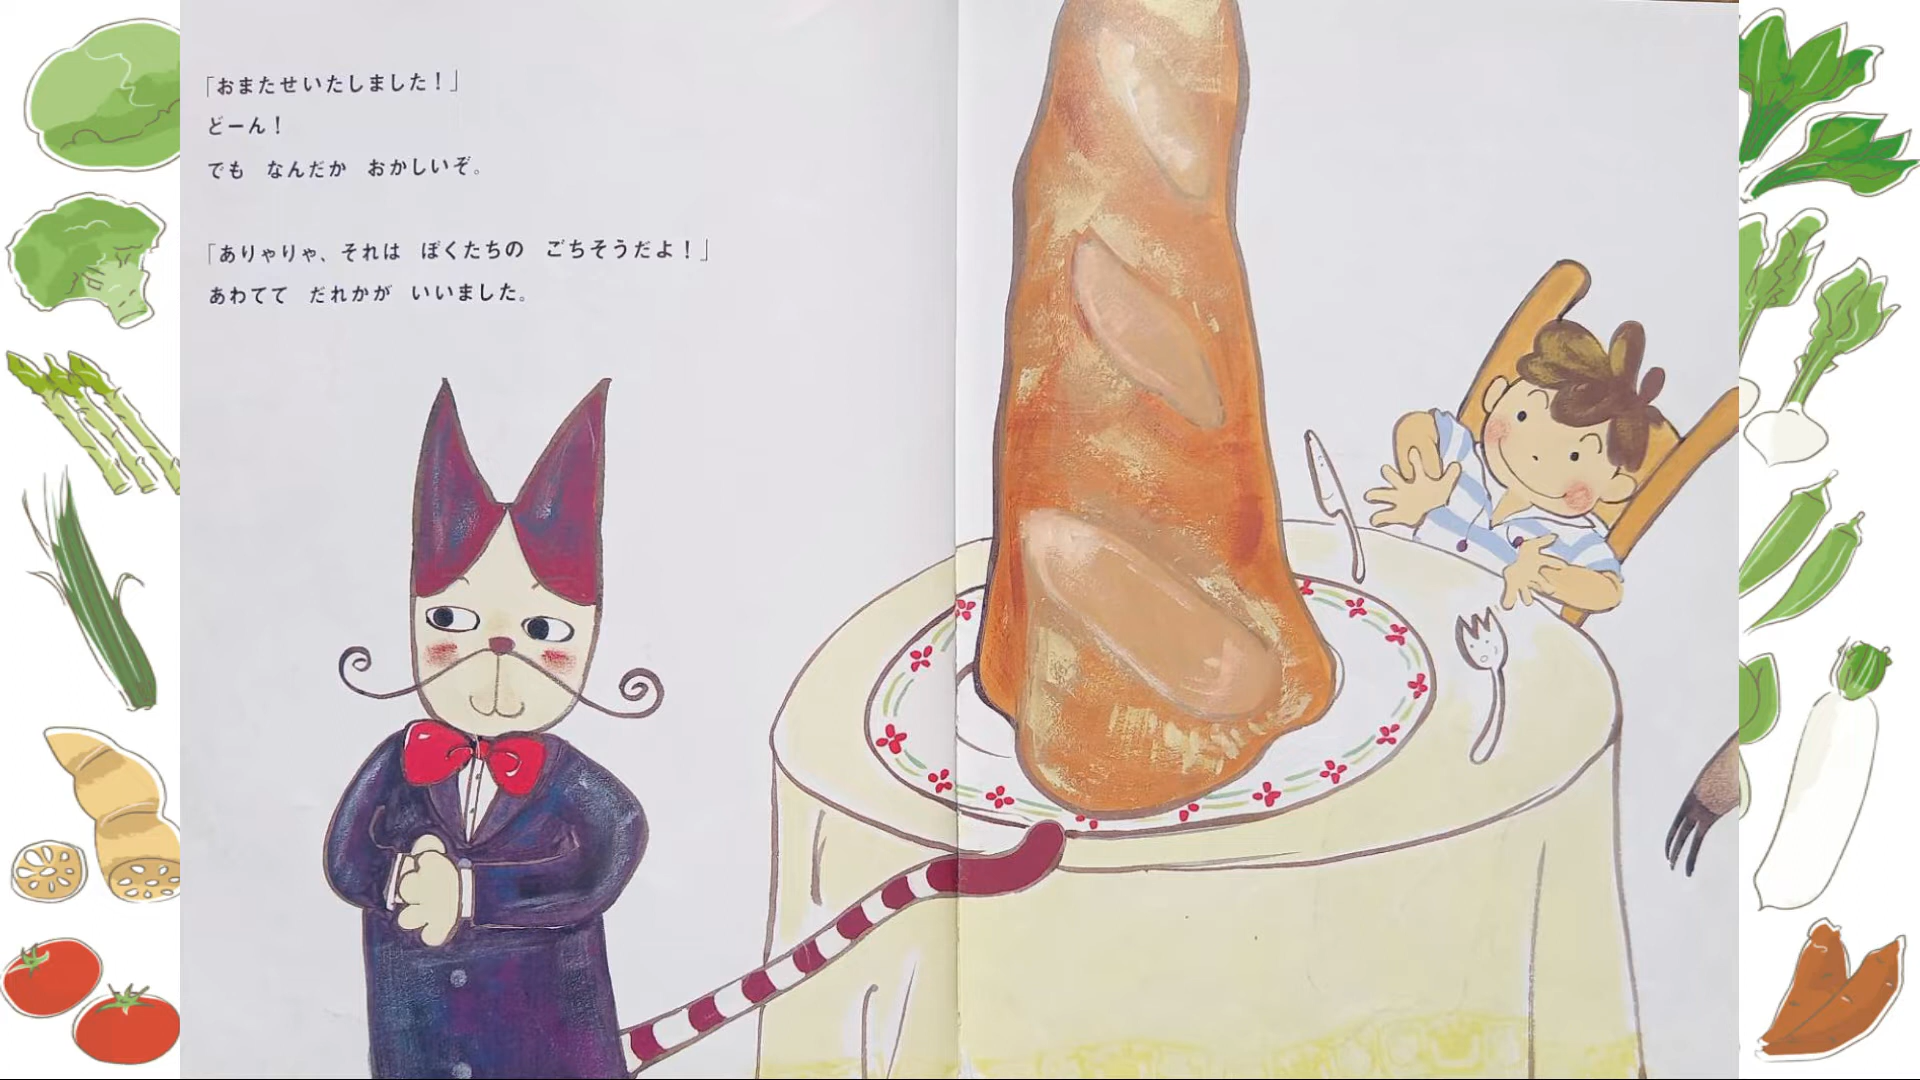 「おまたせいたしました！」
どーん！
でも　なんだか　おかしいぞ。
「ありゃりゃ、それは　ぼくたちの　ごちそうだよ！」
あわてて　だれかが　いいました。